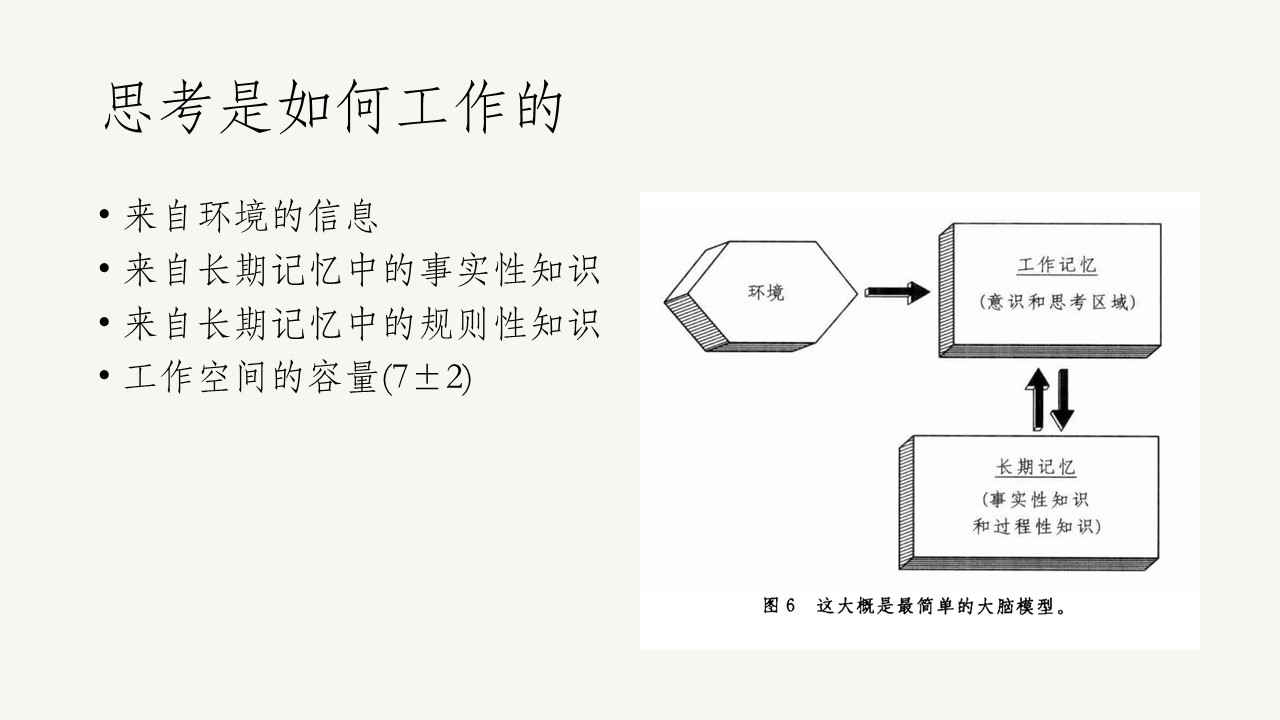 思考是如何工作的
• 来自环境的信息
• 来自长期记忆中的事实性知识
• 来自长期记忆中的规则性知识
• 工作空间的容量(7±2)
环境
工作记忆
(意识和思考区域)
长期记忆
(事实性知识
和过程性知识)
图 6 这大概是最简单的大脑模型。